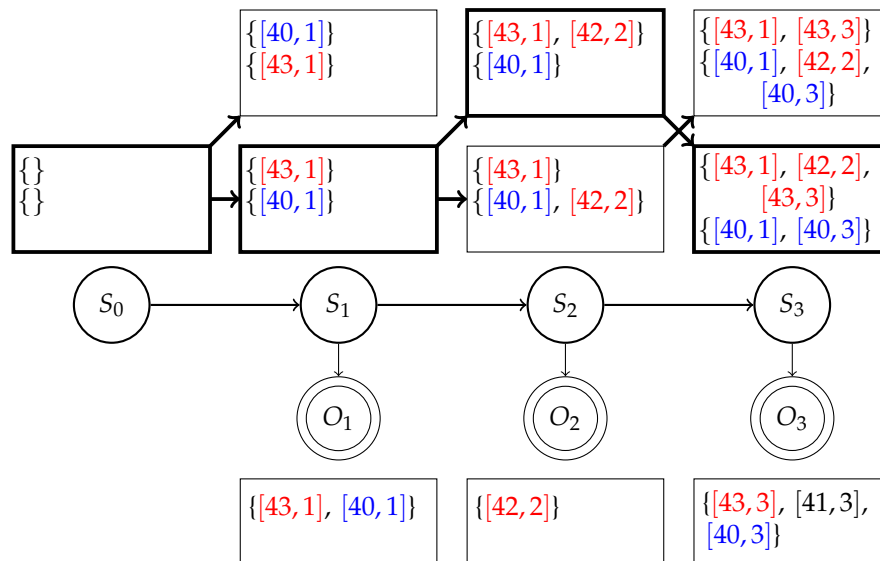 {[40, 1]}
{[43, 1]}
{[43, 1], [42, 2]}
{[40, 1]}
{[43, 1], [43, 3]}
{[40, 1], [42, 2],
[40, 3]}
{}
{}
{[43, 1]}
{[40, 1]}
{[43, 1]}
{[40, 1], [42, 2]}
{[43, 1], [42, 2],
[43, 3]}
{[40, 1], [40, 3]}
S0
S1
S2
S3
O1
O2
O3
{[43, 1], [40, 1]}
{[42, 2]}
{[43, 3], [41, 3],
[40, 3]}